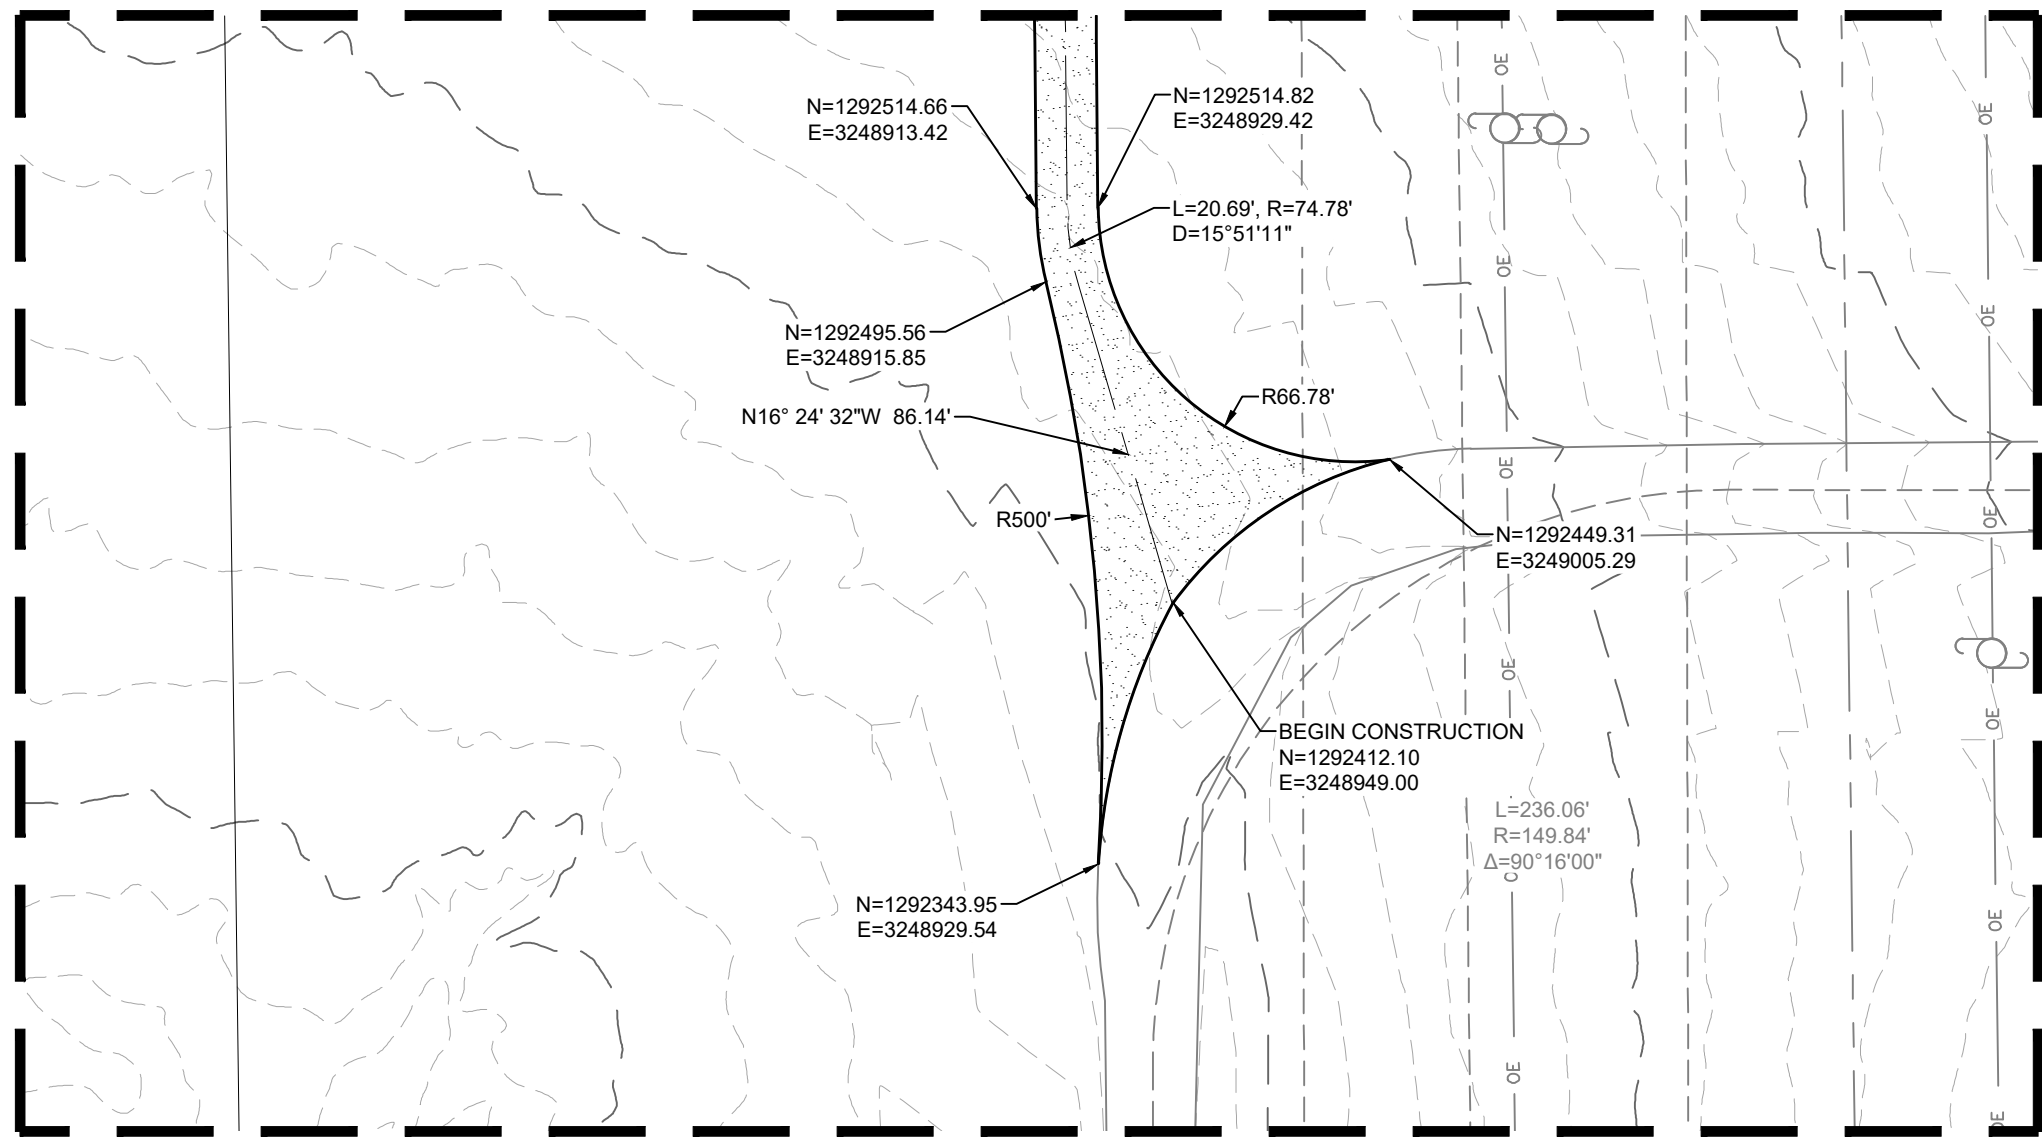 N=1292514.66
E=3248913.42
N=1292514.82
E=3248929.42
OE
OE
L=20.69', R=74.78'
D=15°51'11"
OE
OE
N=1292495.56
E=3248915.85
R66.78'
N16° 24' 32"W  86.14'
OE
R500'
OE
N=1292449.31
E=3249005.29
OE
OE
BEGIN CONSTRUCTION
N=1292412.10
E=3248949.00
L=236.06'
R=149.84'
Δ=90°16'00"
N=1292343.95
E=3248929.54
OE
OE
OE